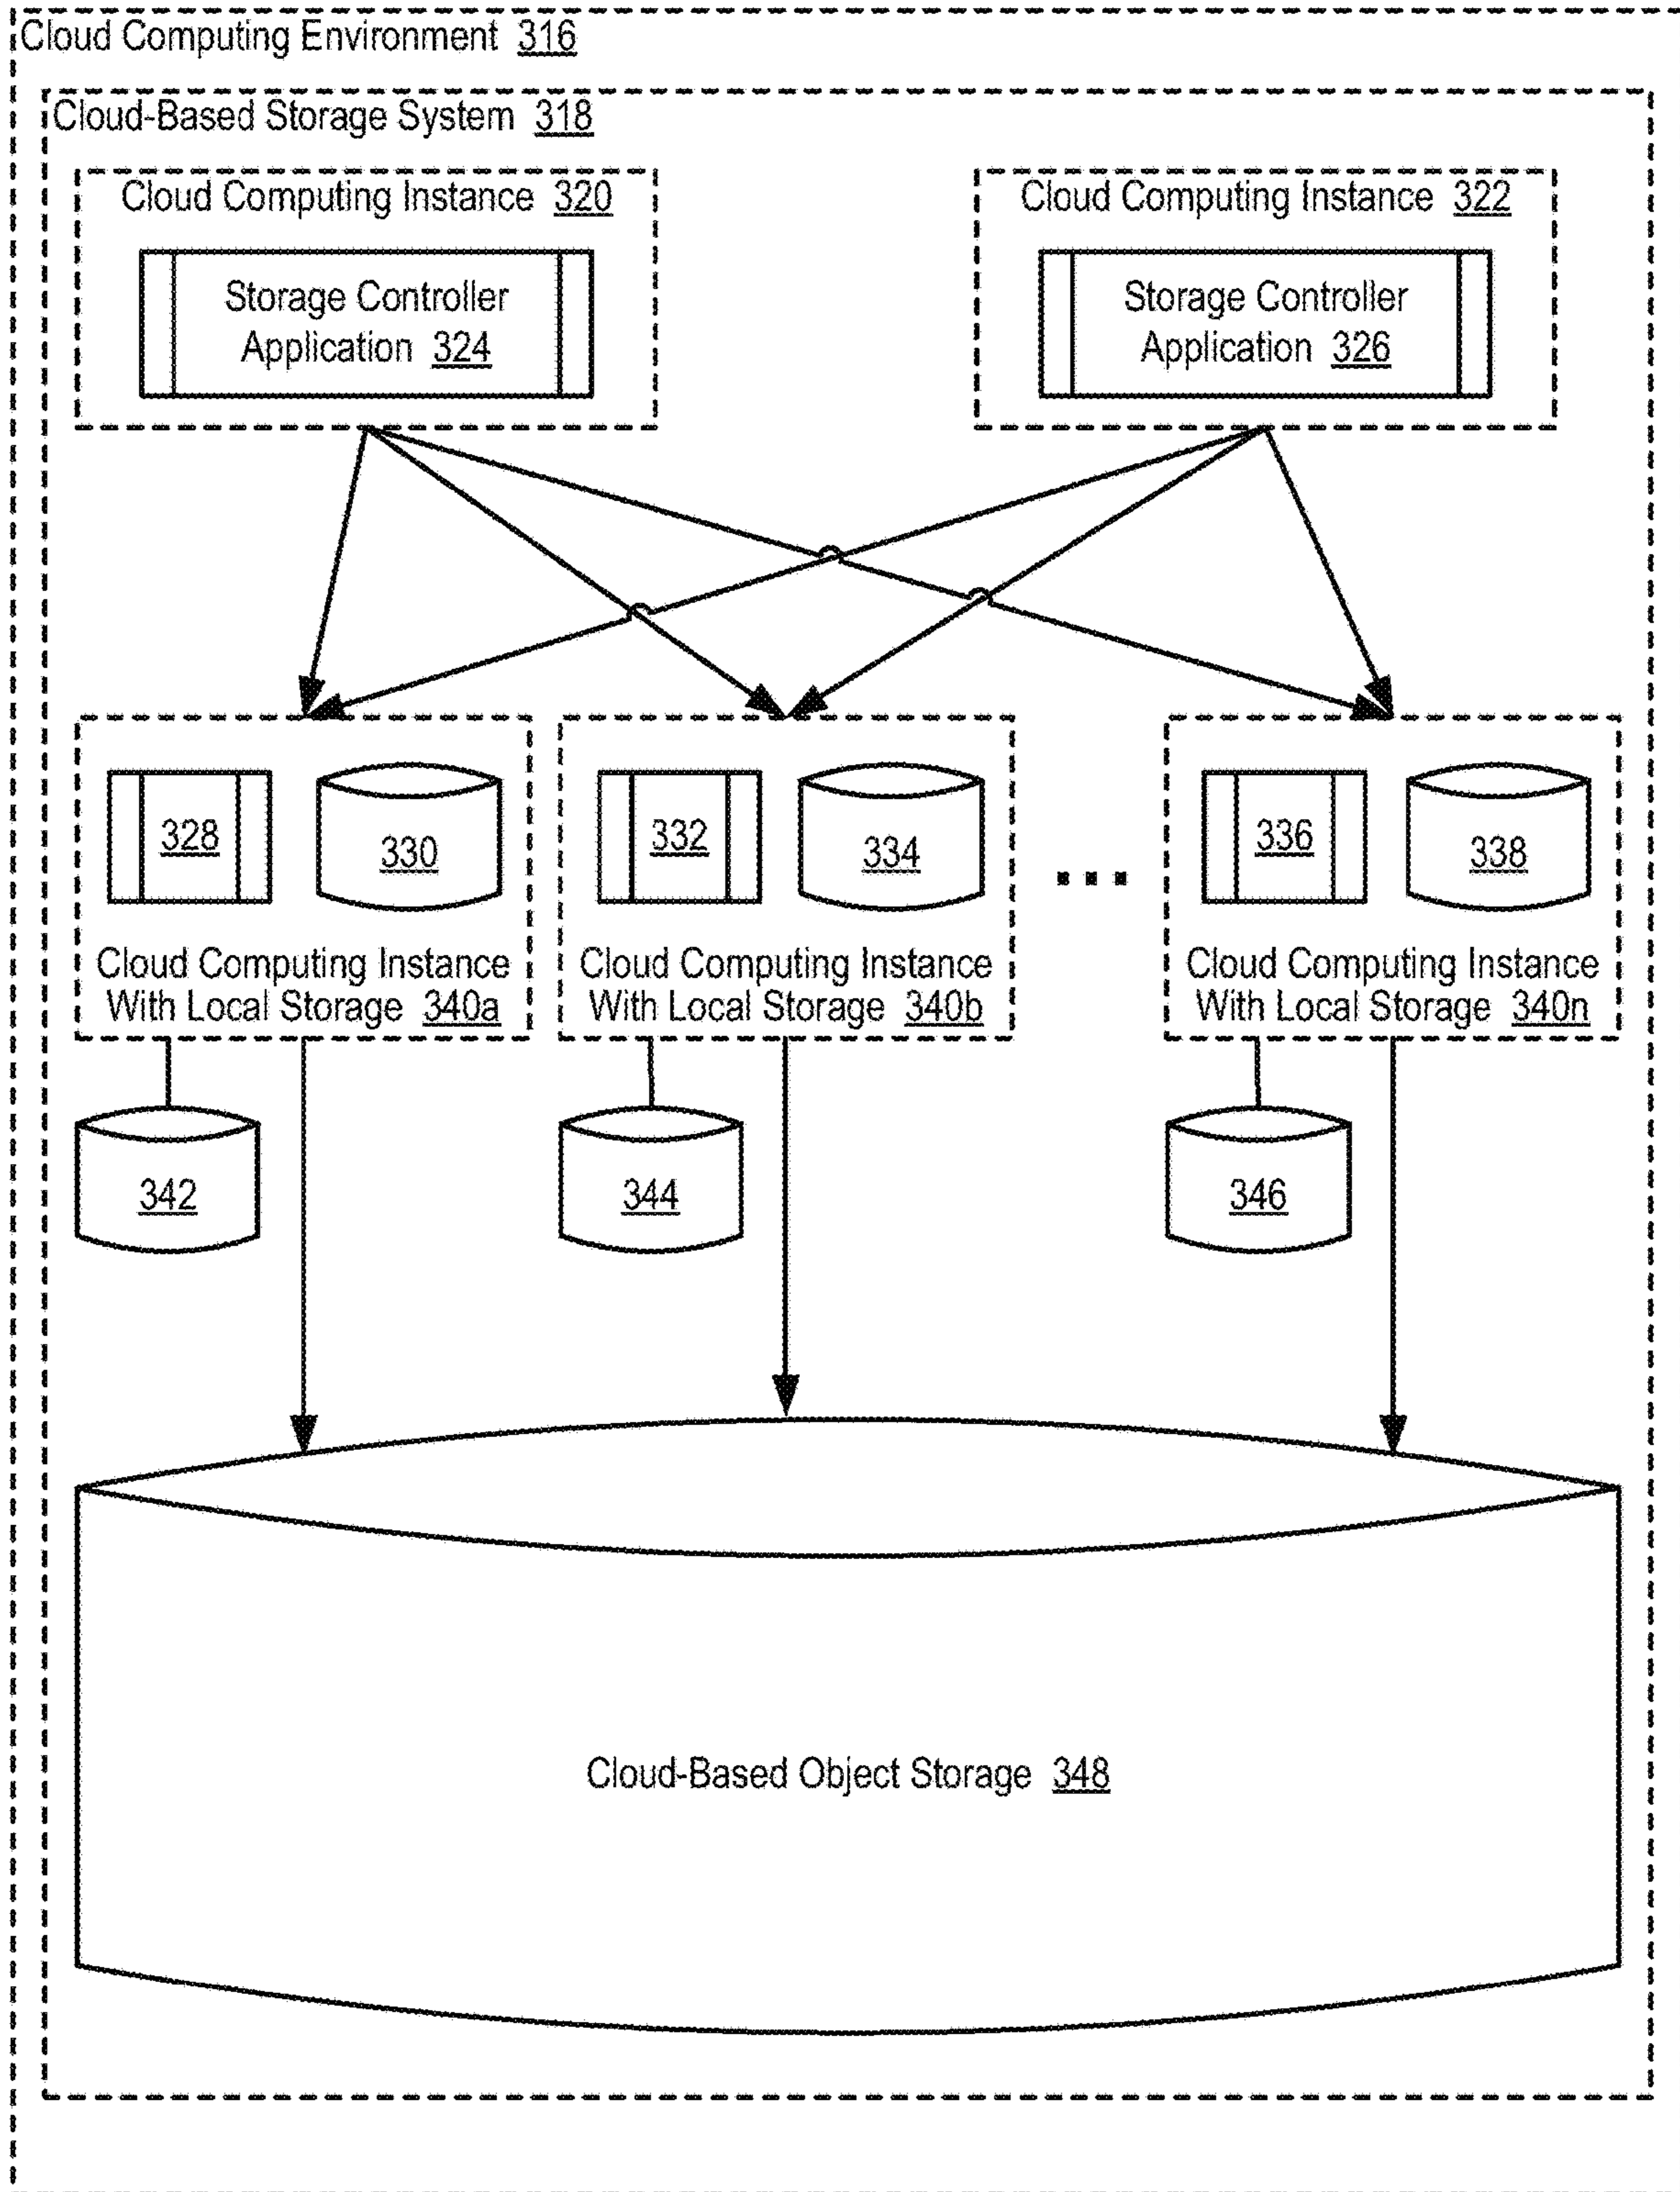 Cloud Computing Environment 316
Cloud-Based Storage System 318
Cloud Computing Instance 320
Storage Controller
Application 324
Cloud Computing Instance 322
Storage Controller
Application 326
328
330
Cloud Computing Instance
With Local Storage 340a
332
334
Cloud Computing Instance
With Local Storage 340b
...
336
338
Cloud Computing Instance
With Local Storage 340n
342
344
346
Cloud-Based Object Storage 348